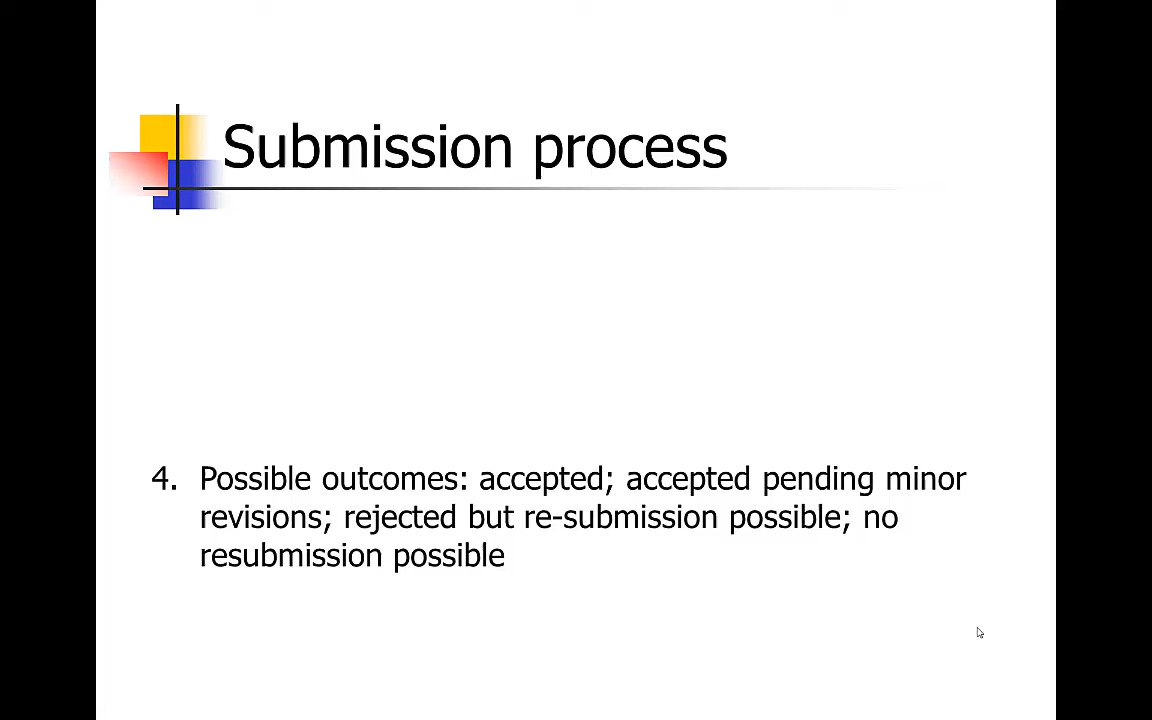 Submission process
4. Possible outcomes: accepted; accepted pending minor
revisions; rejected but re-submission possible; no
resubmission possible